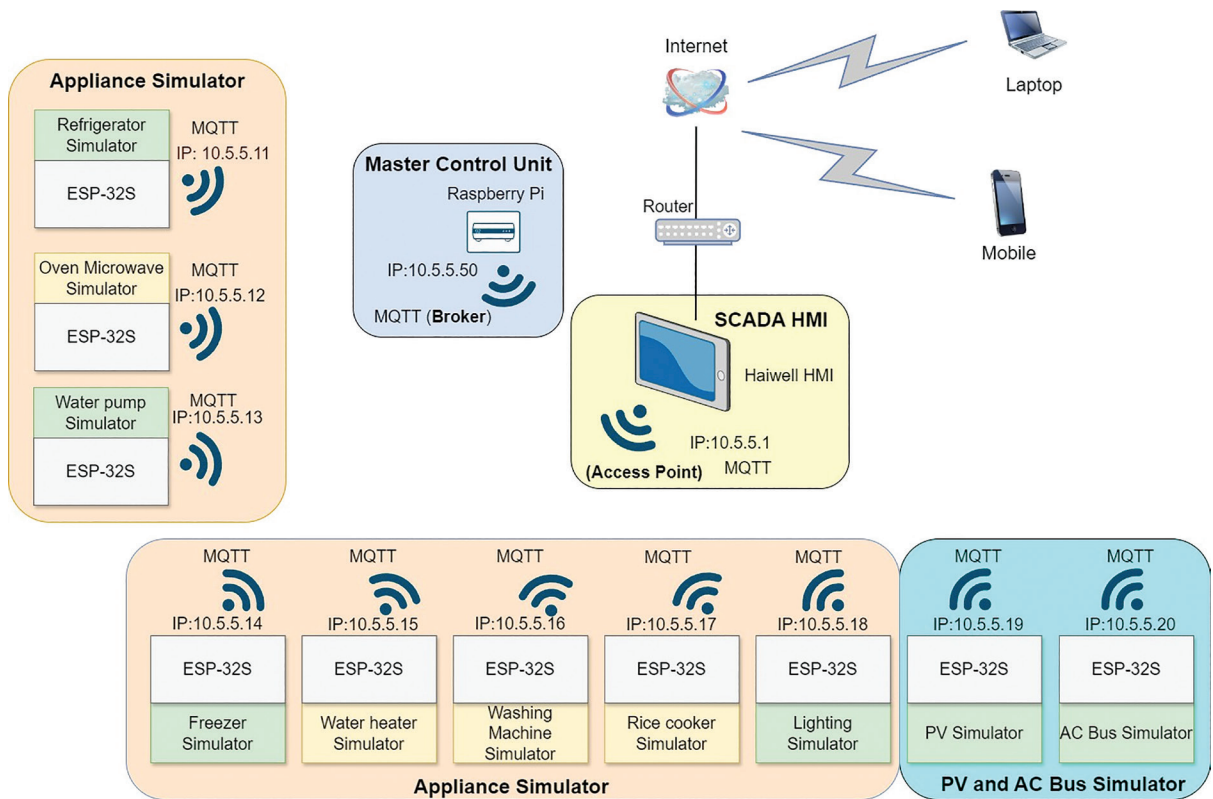 Appliance Simulator
Refrigerator
Simulator
ESP-32S
MQTT
IP: 10.5.5.11
Oven Microwave
Simulator
ESP-32S
MQTT
IP:10.5.5.12
Water pump
Simulator
ESP-32S
MQTT
IP:10.5.5.13
Master Control Unit
Raspberry Pi
IP:10.5.5.50
MQTT (Broker)
Internet
Laptop
Mobile
Router
SCADA HMI
Haiwell HMI
IP:10.5.5.1
(Access Point)
MQTT
MQTT
IP:10.5.5.14
ESP-32S
Freezer
Simulator
MQTT
IP:10.5.5.15
ESP-32S
Water heater
Simulator
MQTT
IP:10.5.5.16
ESP-32S
Washing
Machine
Simulator
MQTT
IP:10.5.5.17
ESP-32S
Rice cooker
Simulator
MQTT
IP:10.5.5.18
ESP-32S
Lighting
Simulator
Appliance Simulator
MQTT
IP:10.5.5.19
ESP-32S
PV Simulator
MQTT
IP:10.5.5.20
ESP-32S
AC Bus Simulator
PV and AC Bus Simulator